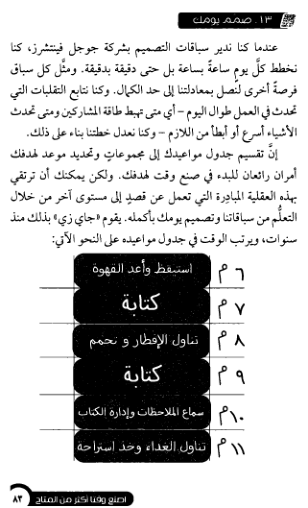 ١٣. صمم يومك
عندما كنا ندير سباقات التصميم بشركة جوجل فينتشرز، كنا
نخطط كلَّ يومٍ ساعة بساعة بل حتى دقيقة بدقيقة. ومثَّل كل سباق
فرصةً أخرى لنصل بمعادلتنا إلى حد الكمال. وكنا نتابع التقلبات التي
تحدث في العمل طوال اليوم – أي متى تهبط طاقة المشاركين ومتى تحدث
الأشياء أسرع أو أبطأ من اللازم – وكنا نعدل خطتنا بناء على ذلك.
إنَّ تقسيم جدول مواعيدك إلى مجموعاتٍ وتحديد موعد لهدفك
أمران رائعان للبدء في صنع وقت لهدفك. ولكن يمكنك أن ترتقي
بهذه العقلية المبادِرة التي تعمل عن قصدٍ إلى مستوى آخر من خلال
التعلُّم من سباقاتنا وتصميم يومك بأكمله. يقوم «جاي زي» بذلك منذ
سنوات، ويرتب الوقت في جدول مواعيده على النحو الآتي:
٦ م استيقظ وأعد القهوة
٧ م كتابة
٨ م تناول الإفطار و تحمم
٩ م كتابة
١٠ م سماع الملاحظات وإدارة الكتاب
١١ م تناول الغداء وخذ استراحة
اصنع وقتا أكثر من المتاح ٨٣